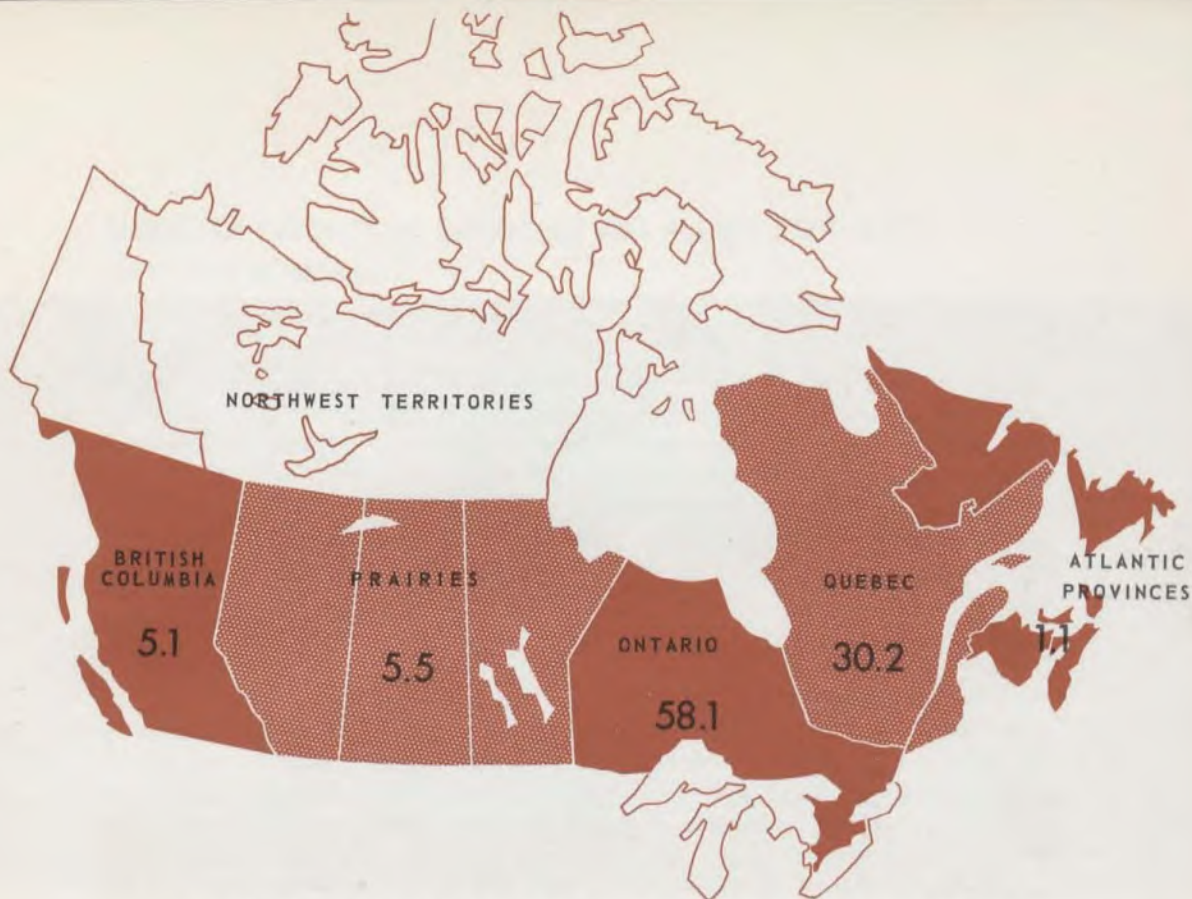 NORTHWEST TERRITORIES
BRITISH
COLUMBIA
5.1
PRAIRIES
5.5
ONTARIO
58.1
QUEBEC
30.2
ATLANTIC
PROVINCES
1.1